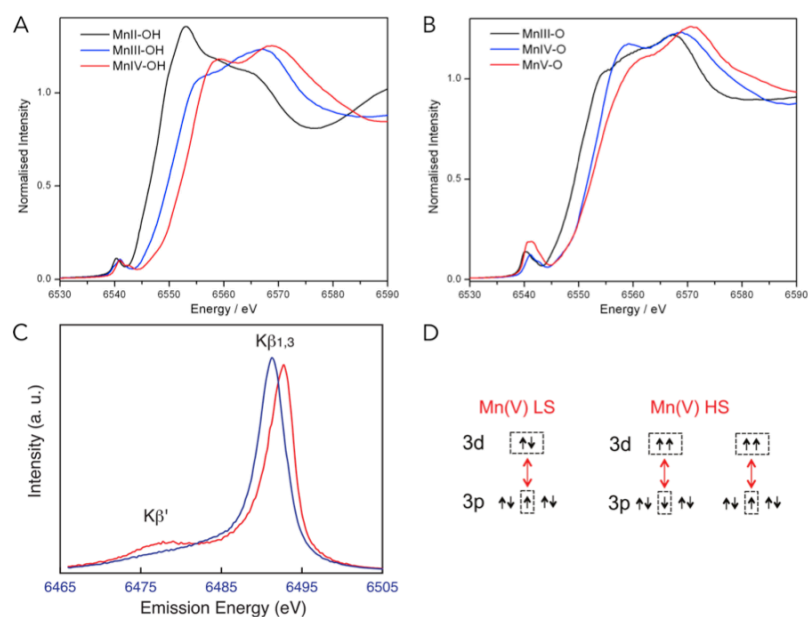 A
MnII-OH
MnIII-OH
MnIV-OH
Normalised Intensity
1.0
0.5
0.0
6530 6540 6550 6560 6570 6580 6590
Energy / eV
B
MnIII-O
MnIV-O
MnV-O
Normalised Intensity
1.0
0.5
0.0
6530 6540 6550 6560 6570 6580 6590
Energy / eV
C
Kβ1,3
Kβ'
Intensity (a. u.)
6465 6475 6485 6495 6505
Emission Energy (eV)
D
Mn(V) LS Mn(V) HS
3d 3d
3p 3p